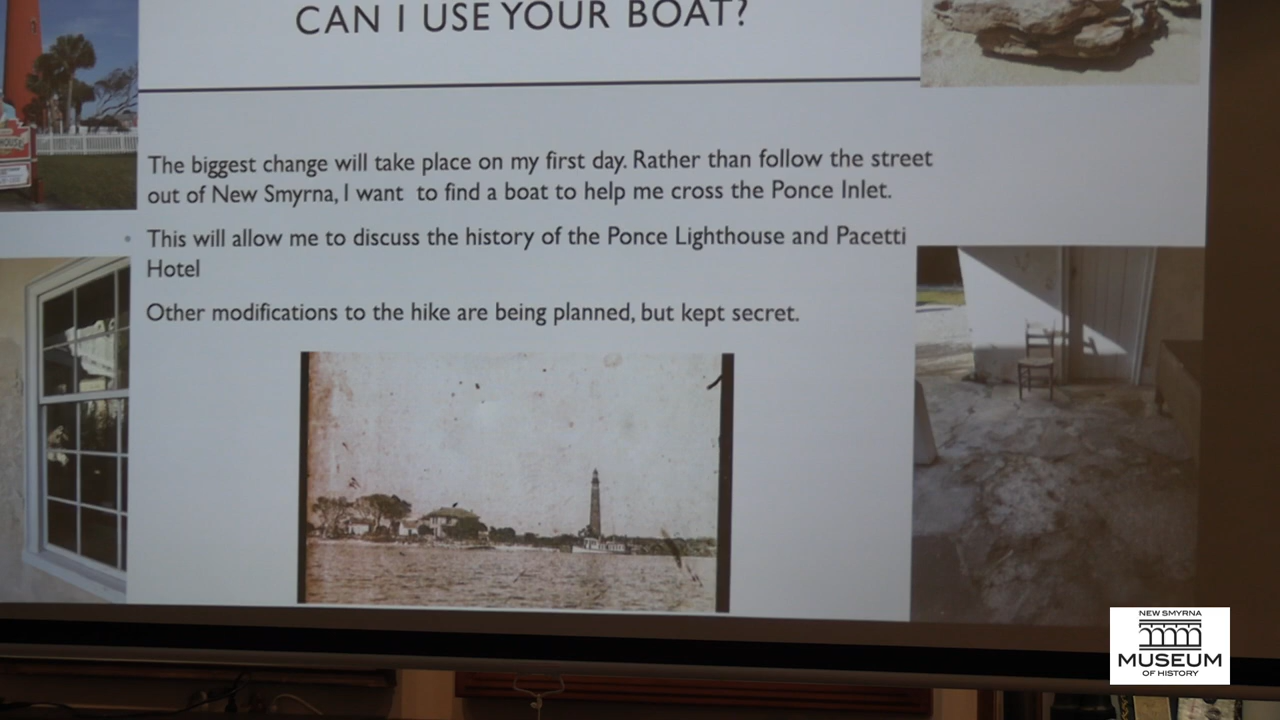 CAN I USE YOUR BOAT?
The biggest change will take place on my first day. Rather than follow the street
out of New Smyrna, I want to find a boat to help me cross the Ponce Inlet.
This will allow me to discuss the history of the Ponce Lighthouse and Pacetti
Hotel
Other modifications to the hike are being planned, but kept secret.
NEW SMYRNA
MUSEUM
OF HISTORY